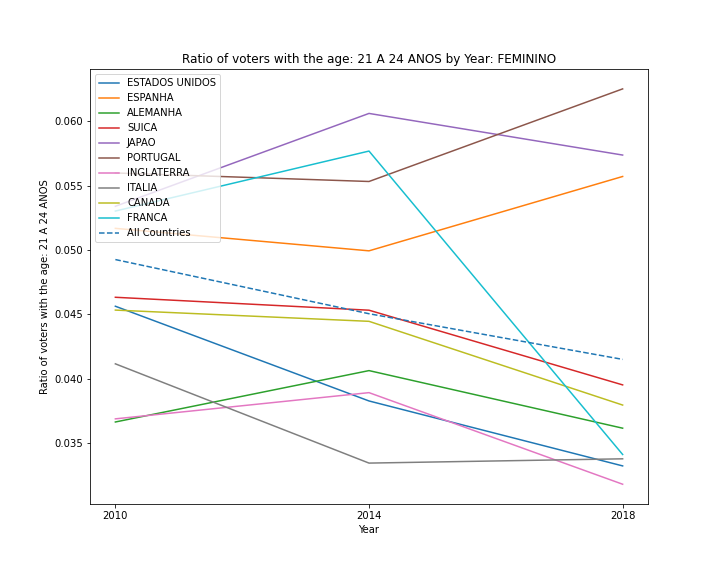 Ratio of voters with the age: 21 A 24 ANOS by Year: FEMININO
ESTADOS UNIDOS
ESPANHA
ALEMANHA
SUICA
JAPAO
PORTUGAL
INGLATERRA
ITALIA
CANADA
FRANCA
All Countries
Ratio of voters with the age: 21 A 24 ANOS
0.060
0.055
0.050
0.045
0.040
0.035
2010
2014
2018
Year